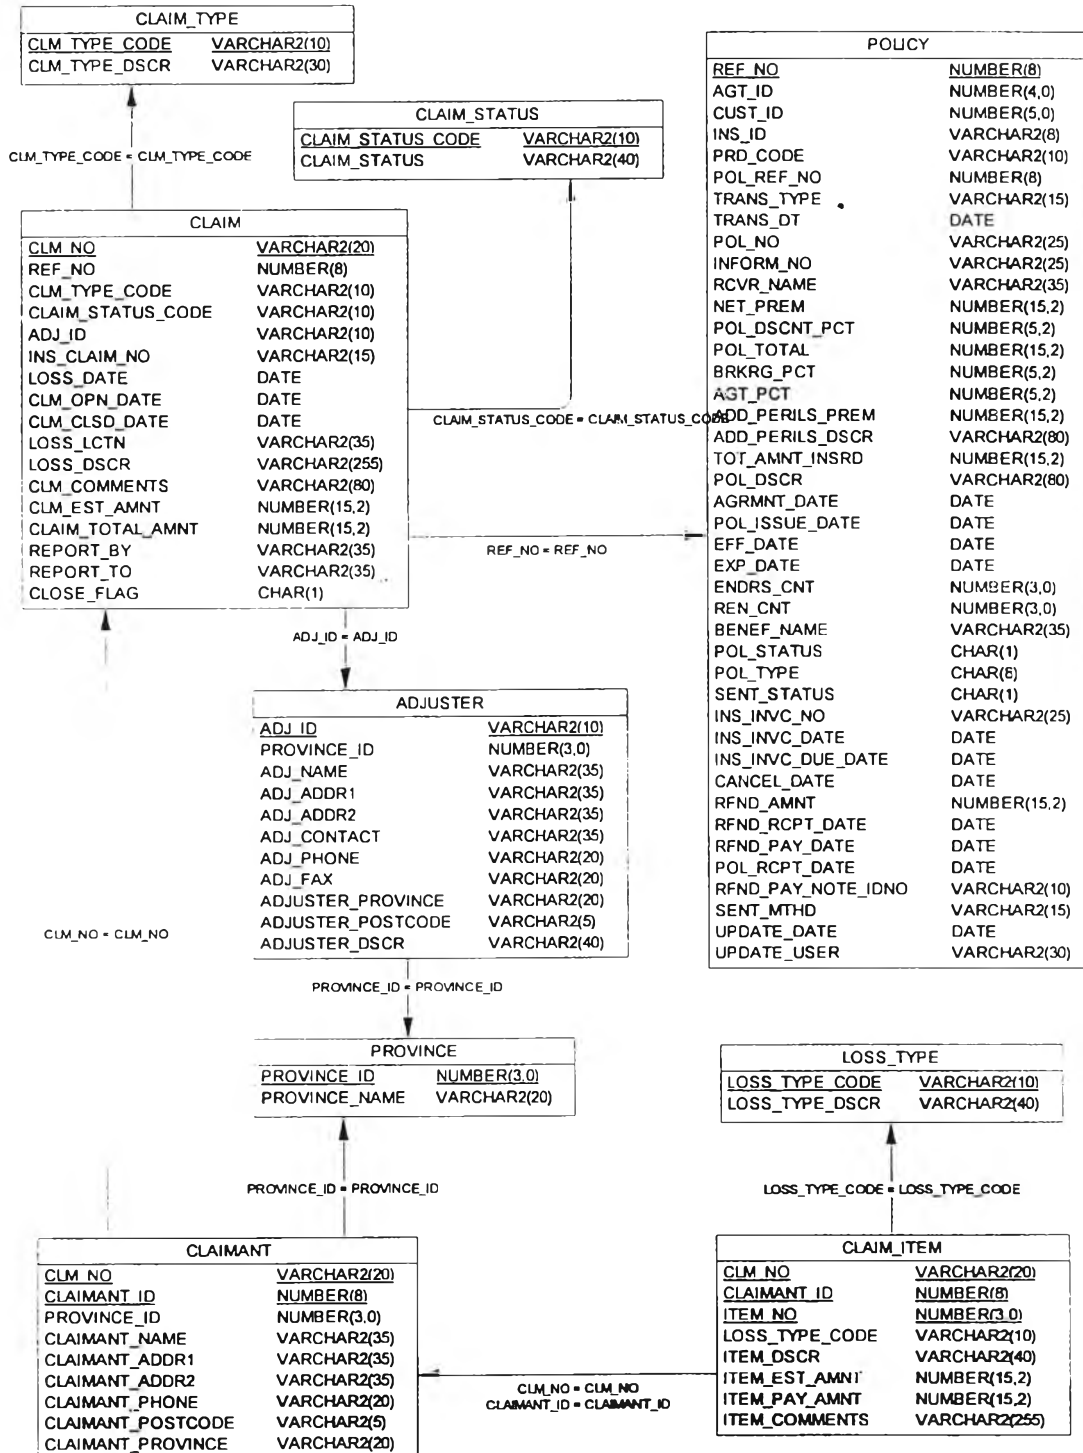 CLAIM_TYPE
CLM_TYPE_CODE VARCHAR2(10)
CLM_TYPE_DSCR VARCHAR2(30)
CLM_TYPE_CODE = CLM_TYPE_CODE
CLAIM_STATUS
CLAIM_STATUS_CODE VARCHAR2(10)
CLAIM_STATUS VARCHAR2(40)
CLAIM
CLM_NO VARCHAR2(20)
REF_NO NUMBER(8)
CLM_TYPE_CODE VARCHAR2(10)
CLAIM_STATUS_CODE VARCHAR2(10)
ADJ_ID VARCHAR2(10)
INS_CLAIM_NO VARCHAR2(15)
LOSS_DATE DATE
CLM_OPN_DATE DATE
CLM_CLSD_DATE DATE
LOSS_LCTN VARCHAR2(35)
LOSS_DSCR VARCHAR2(255)
CLM_COMMENTS VARCHAR2(80)
CLM_EST_AMNT NUMBER(15,2)
CLAIM_TOTAL_AMNT NUMBER(15,2)
REPORT_BY VARCHAR2(35)
REPORT_TO VARCHAR2(35)
CLOSE_FLAG CHAR(1)
CLAIM_STATUS_CODE = CLAIM_STATUS_CODE
REF_NO = REF_NO
POLICY
REF_NO NUMBER(8)
AGT_ID NUMBER(4,0)
CUST_ID NUMBER(5,0)
INS_ID VARCHAR2(8)
PRD_CODE VARCHAR2(10)
POL_REF_NO NUMBER(8)
TRANS_TYPE VARCHAR2(15)
TRANS_DT DATE
POL_NO VARCHAR2(25)
INFORM_NO VARCHAR2(25)
RCVR_NAME VARCHAR2(35)
NET_PREM NUMBER(15,2)
POL_DSCNT_PCT NUMBER(5,2)
POL_TOTAL NUMBER(15,2)
BRKRG_PCT NUMBER(5,2)
AGT_PCT NUMBER(5,2)
ADD_PERILS_PREM NUMBER(15,2)
ADD_PERILS_DSCR VARCHAR2(80)
TOT_AMNT_INSRD NUMBER(15,2)
POL_DSCR VARCHAR2(80)
AGRMNT_DATE DATE
POL_ISSUE_DATE DATE
EFF_DATE DATE
EXP_DATE DATE
ENDRS_CNT NUMBER(3,0)
REN_CNT NUMBER(3,0)
BENEF_NAME VARCHAR2(35)
POL_STATUS CHAR(1)
POL_TYPE CHAR(8)
SENT_STATUS CHAR(1)
INS_INVC_NO VARCHAR2(25)
INS_INVC_DATE DATE
INS_INVC_DUE_DATE DATE
CANCEL_DATE DATE
RFND_AMNT NUMBER(15,2)
RFND_RCPT_DATE DATE
RFND_PAY_DATE DATE
POL_RCPT_DATE DATE
RFND_PAY_NOTE_IDNO VARCHAR2(10)
SENT_MTHD VARCHAR2(15)
UPDATE_DATE DATE
UPDATE_USER VARCHAR2(30)
ADJ_ID = ADJ_ID
ADJUSTER
ADJ_ID VARCHAR2(10)
PROVINCE_ID NUMBER(3,0)
ADJ_NAME VARCHAR2(35)
ADJ_ADDR1 VARCHAR2(35)
ADJ_ADDR2 VARCHAR2(35)
ADJ_CONTACT VARCHAR2(35)
ADJ_PHONE VARCHAR2(20)
ADJ_FAX VARCHAR2(20)
ADJUSTER_PROVINCE VARCHAR2(20)
ADJUSTER_POSTCODE VARCHAR2(5)
ADJUSTER_DSCR VARCHAR2(40)
CLM_NO = CLM_NO
PROVINCE_ID = PROVINCE_ID
PROVINCE
PROVINCE_ID NUMBER(3,0)
PROVINCE_NAME VARCHAR2(20)
LOSS_TYPE
LOSS_TYPE_CODE VARCHAR2(10)
LOSS_TYPE_DSCR VARCHAR2(40)
PROVINCE_ID = PROVINCE_ID
LOSS_TYPE_CODE = LOSS_TYPE_CODE
CLAIMANT
CLM_NO VARCHAR2(20)
CLAIMANT_ID NUMBER(8)
PROVINCE_ID NUMBER(3,0)
CLAIMANT_NAME VARCHAR2(35)
CLAIMANT_ADDR1 VARCHAR2(35)
CLAIMANT_ADDR2 VARCHAR2(35)
CLAIMANT_PHONE VARCHAR2(20)
CLAIMANT_POSTCODE VARCHAR2(5)
CLAIMANT_PROVINCE VARCHAR2(20)
CLM_NO = CLM_NO
CLAIMANT_ID = CLAIMANT_ID
CLAIM_ITEM
CLM_NO VARCHAR2(20)
CLAIMANT_ID NUMBER(8)
ITEM_NO NUMBER(3,0)
LOSS_TYPE_CODE VARCHAR2(10)
ITEM_DSCR VARCHAR2(40)
ITEM_EST_AMNT NUMBER(15,2)
ITEM_PAY_AMNT NUMBER(15,2)
ITEM_COMMENTS VARCHAR2(255)